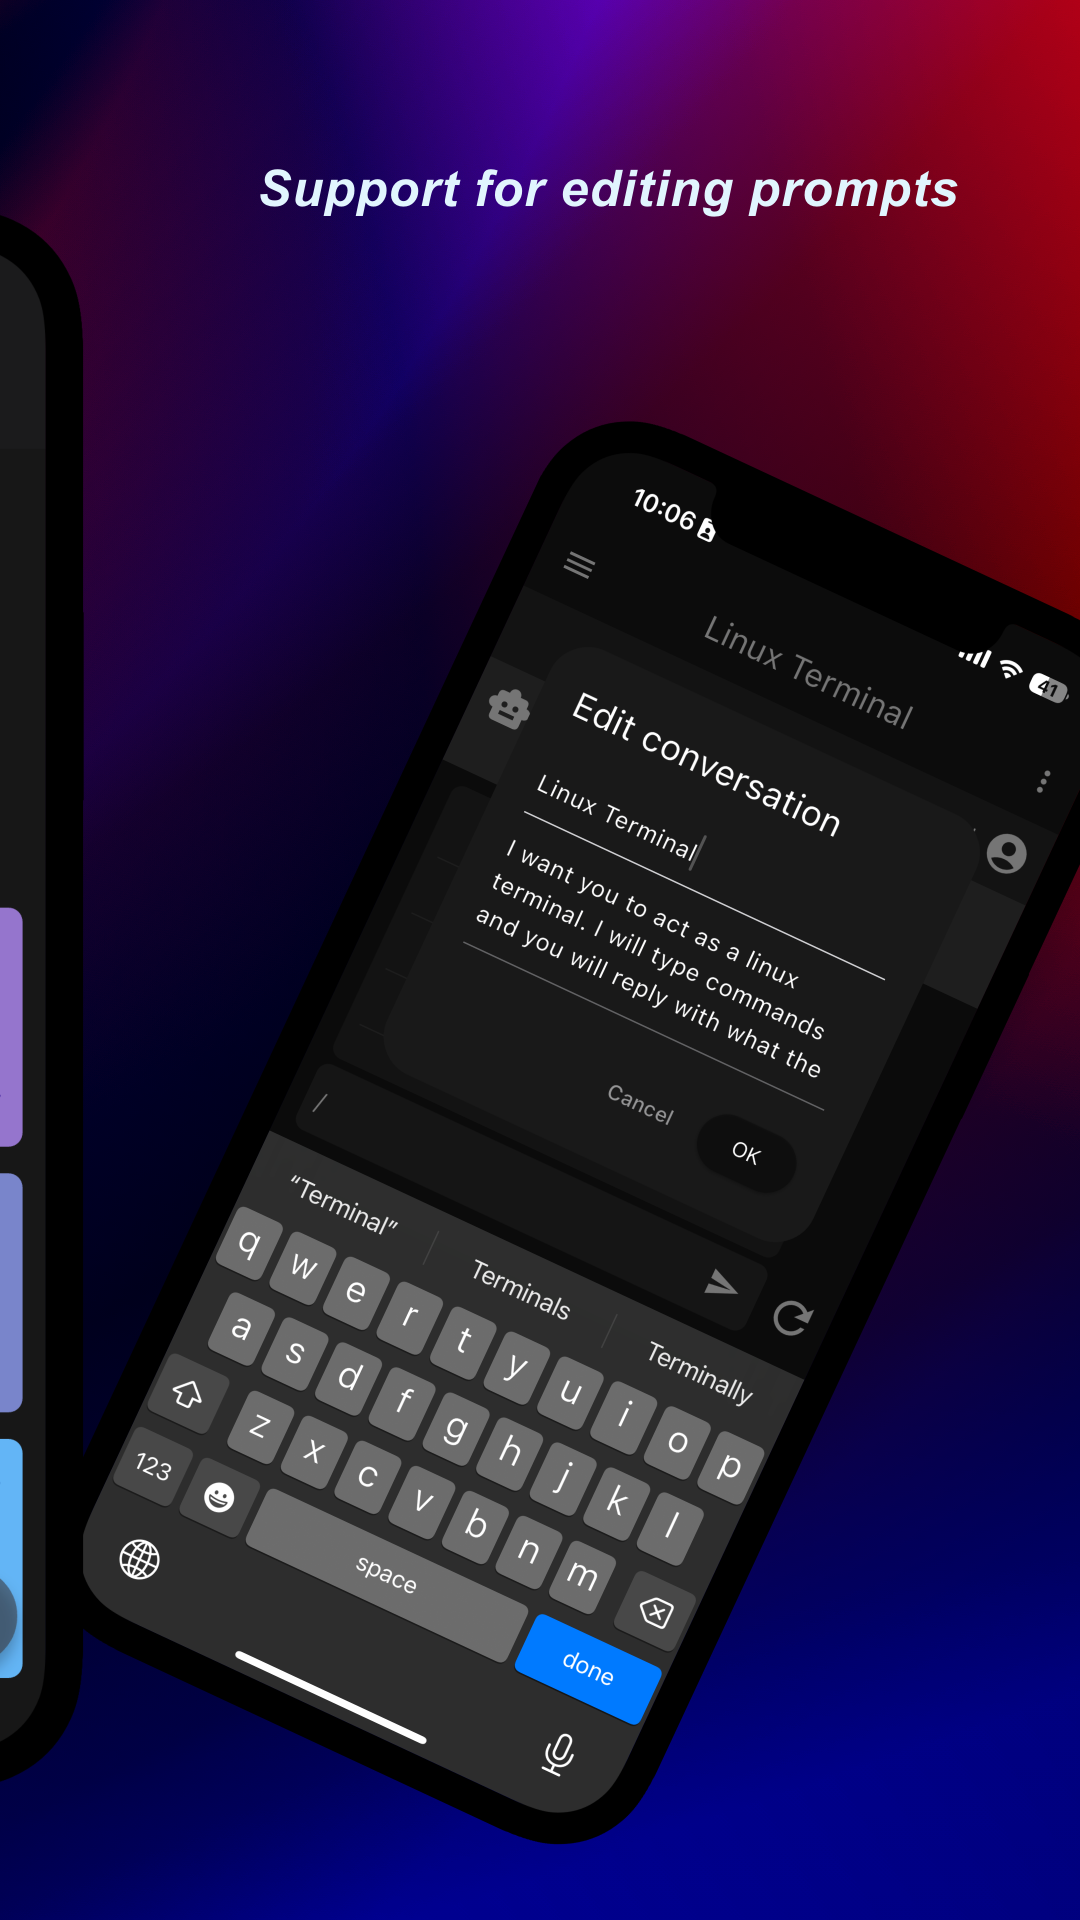 Support for editing prompts
10:06
41
Linux Terminal
Edit conversation
Linux Terminal
I want you to act as a linux
terminal. I will type commands
and you will reply with what the
Cancel
OK
/
“Terminal”
Terminals
Terminally
q w e r t y u i o p
a s d f g h j k l
z x c v b n m
123
space
done